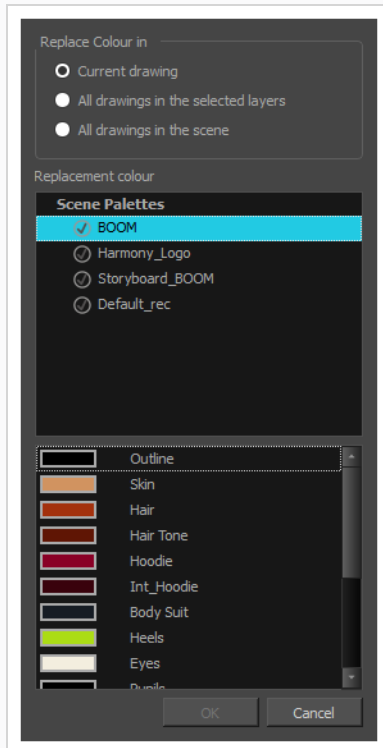 Replace Colour in
Current drawing
All drawings in the selected layers
All drawings in the scene
Replacement colour
Scene Palettes
BOOM
Harmony_Logo
Storyboard_BOOM
Default_rec
Outline
Skin
Hair
Hair Tone
Hoodie
Int_Hoodie
Body Suit
Heels
Eyes
Pupils
OK
Cancel